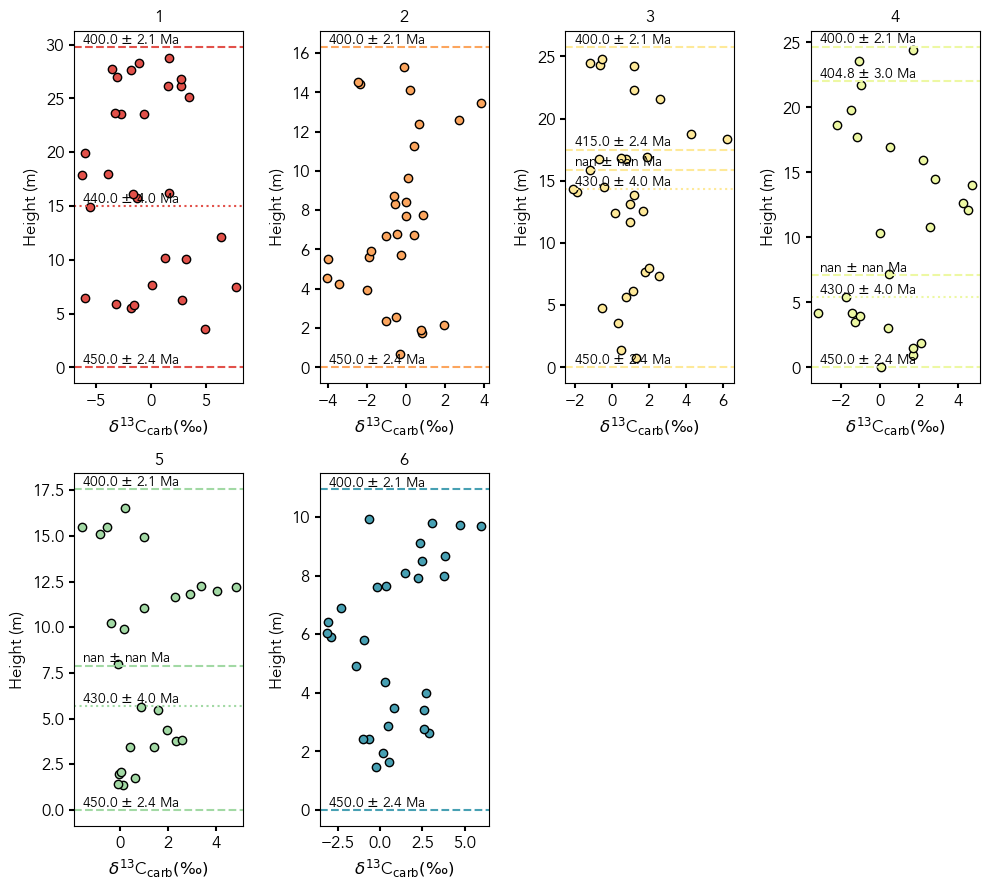 1
30
25
20
15
10
5
0
400.0 ± 2.1 Ma
440.0 ± 4.0 Ma
450.0 ± 2.4 Ma
Height (m)
−5 0 5
δ¹³C_carb(‰)
2
16
14
12
10
8
6
4
2
0
400.0 ± 2.1 Ma
450.0 ± 2.4 Ma
Height (m)
−4 −2 0 2 4
δ¹³C_carb(‰)
3
25
20
15
10
5
0
400.0 ± 2.1 Ma
415.0 ± 2.4 Ma
nan ± nan Ma
430.0 ± 4.0 Ma
450.0 ± 2.4 Ma
Height (m)
−2 0 2 4 6
δ¹³C_carb(‰)
4
25
20
15
10
5
0
400.0 ± 2.1 Ma
404.8 ± 3.0 Ma
nan ± nan Ma
430.0 ± 4.0 Ma
450.0 ± 2.4 Ma
Height (m)
−2 0 2 4
δ¹³C_carb(‰)
5
17.5
15.0
12.5
10.0
7.5
5.0
2.5
0.0
400.0 ± 2.1 Ma
nan ± nan Ma
430.0 ± 4.0 Ma
450.0 ± 2.4 Ma
Height (m)
0 2 4
δ¹³C_carb(‰)
6
10
8
6
4
2
0
400.0 ± 2.1 Ma
450.0 ± 2.4 Ma
Height (m)
−2.5 0.0 2.5 5.0
δ¹³C_carb(‰)